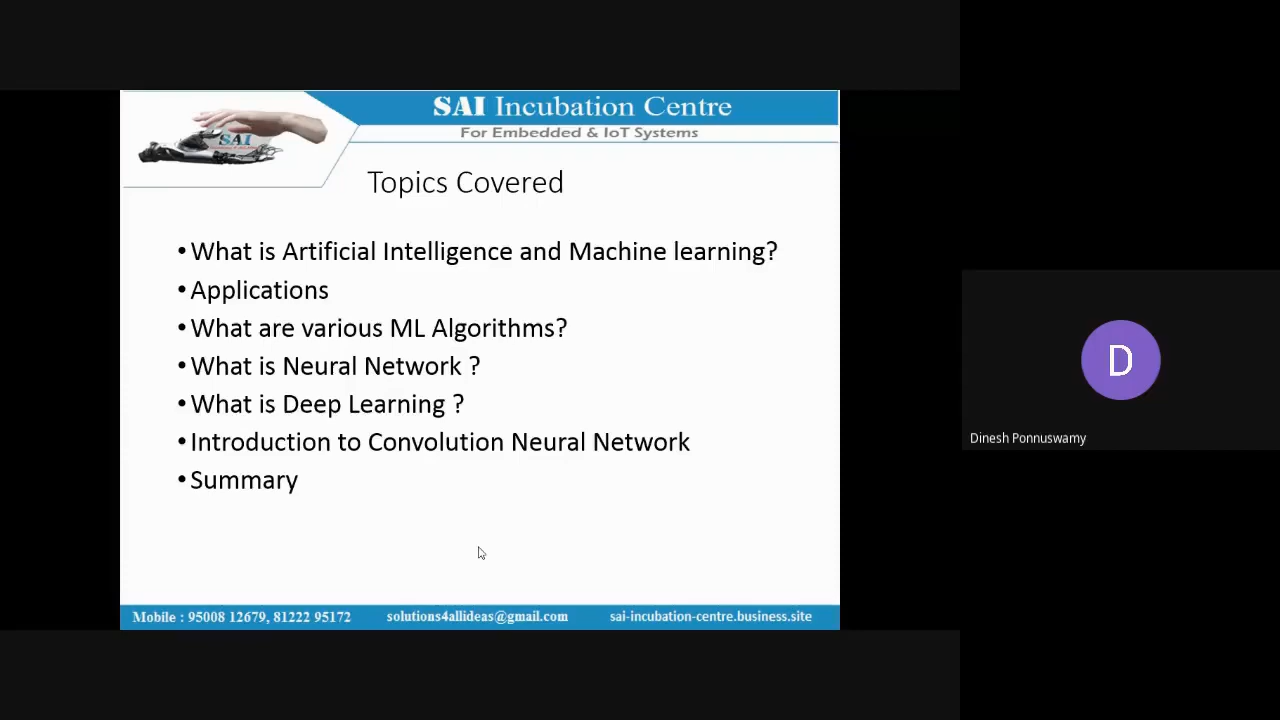 SAI Incubation Centre
For Embedded & IoT Systems
SAI
Topics Covered
•What is Artificial Intelligence and Machine learning?
•Applications
•What are various ML Algorithms?
•What is Neural Network ?
•What is Deep Learning ?
•Introduction to Convolution Neural Network
•Summary
Mobile : 95008 12679, 81222 95172 solutions4allideas@gmail.com sai-incubation-centre.business.site
D
Dinesh Ponnuswamy